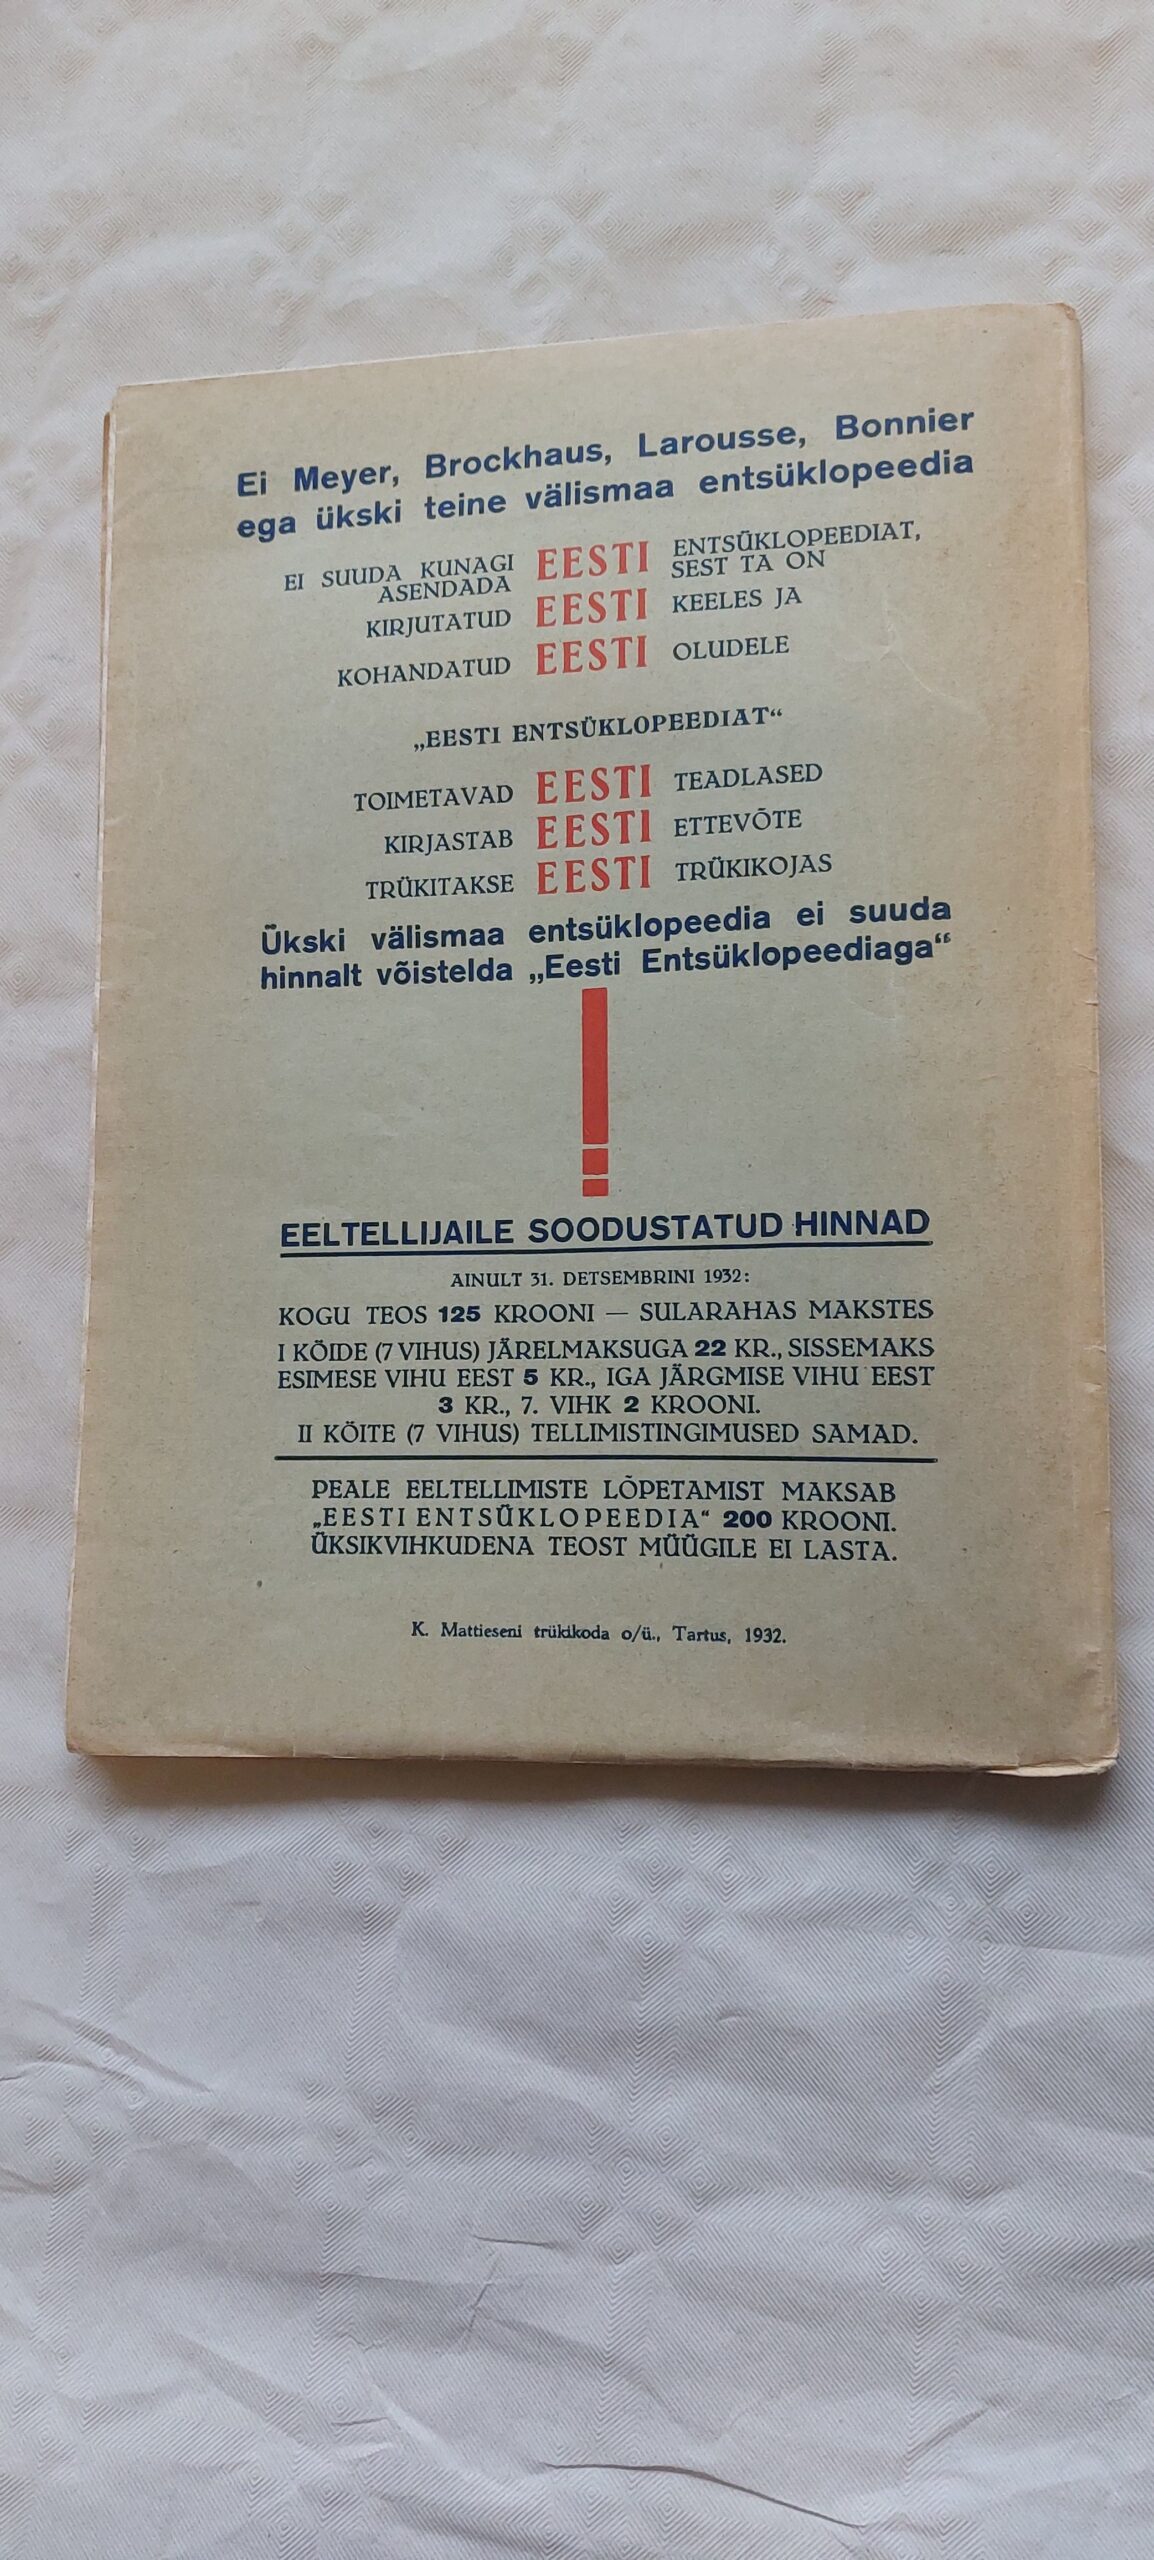 Ei Meyer, Brockhaus, Larousse, Bonnier
ega ükski teine välismaa entsüklopeedia
EI SUUDA KUNAGI ASENDADA EESTI ENTSÜKLOPEEDIAT, SEST TA ON
KIRJUTATUD EESTI KEELES JA
KOHANDATUD EESTI OLUDELE
„EESTI ENTSÜKLOPEEDIAT“
TOIMETAVAD EESTI TEADLASED
KIRJASTAB EESTI ETTEVÕTE
TRÜKITAKSE EESTI TRÜKIKOJAS
Ükski välismaa entsüklopeedia ei suuda
hinnalt võistelda „Eesti Entsüklopeediaga“
!
EELTELLIJAILE SOODUSTATUD HINNAD
AINULT 31. DETSEMBRINI 1932:
KOGU TEOS 125 KROONI — SULARAHAS MAKSTES
I KÖIDE (7 VIHUS) JÄRELMAKSUGA 22 KR., SISSEMAKS
ESIMESE VIHU EEST 5 KR., IGA JÄRGMISE VIHU EEST
3 KR., 7. VIHK 2 KROONI.
II KÖITE (7 VIHUS) TELLIMISTINGIMUSED SAMAD.
PEALE EELTELLIMISTE LÕPETAMIST MAKSAB
„EESTI ENTSÜKLOPEEDIA“ 200 KROONI.
ÜKSIKVIHKUDENA TEOST MÜÜGILE EI LASTA.
K. Mattieseni trükikoda o/ü., Tartus, 1932.